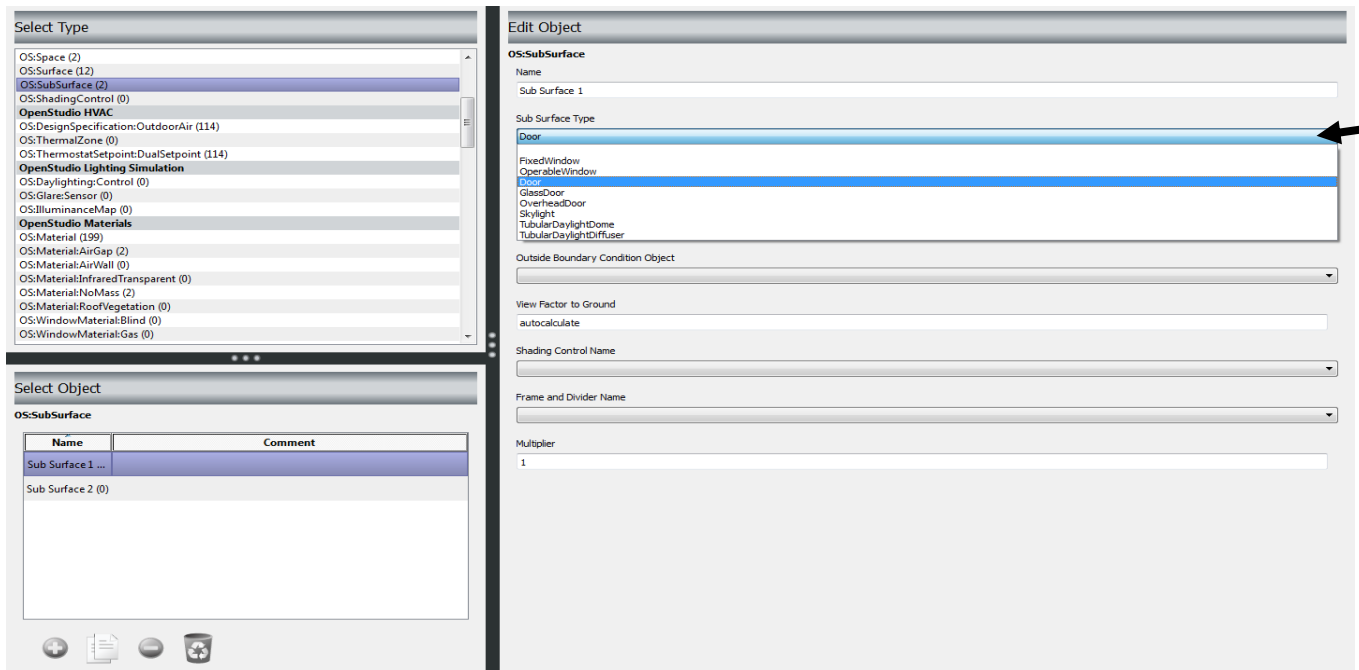 Select Type
OS:Space (2)
OS:Surface (12)
OS:SubSurface (2)
OS:ShadingControl (0)
OpenStudio HVAC
OS:DesignSpecification:OutdoorAir (114)
OS:ThermalZone (0)
OS:ThermostatSetpoint:DualSetpoint (114)
OpenStudio Lighting Simulation
OS:Daylighting:Control (0)
OS:Glare:Sensor (0)
OS:IlluminanceMap (0)
OpenStudio Materials
OS:Material (199)
OS:Material:AirGap (2)
OS:Material:AirWall (0)
OS:Material:InfraredTransparent (0)
OS:Material:NoMass (2)
OS:Material:RoofVegetation (0)
OS:WindowMaterial:Blind (0)
OS:WindowMaterial:Gas (0)
Select Object
OS:SubSurface
Name Comment
Sub Surface 1 ...
Sub Surface 2 (0)
Edit Object
OS:SubSurface
Name
Sub Surface 1
Sub Surface Type
Door
FixedWindow
OperableWindow
Door
GlassDoor
OverheadDoor
Skylight
TubularDaylightDome
TubularDaylightDiffuser
Outside Boundary Condition Object
View Factor to Ground
autocalculate
Shading Control Name
Frame and Divider Name
Multiplier
1